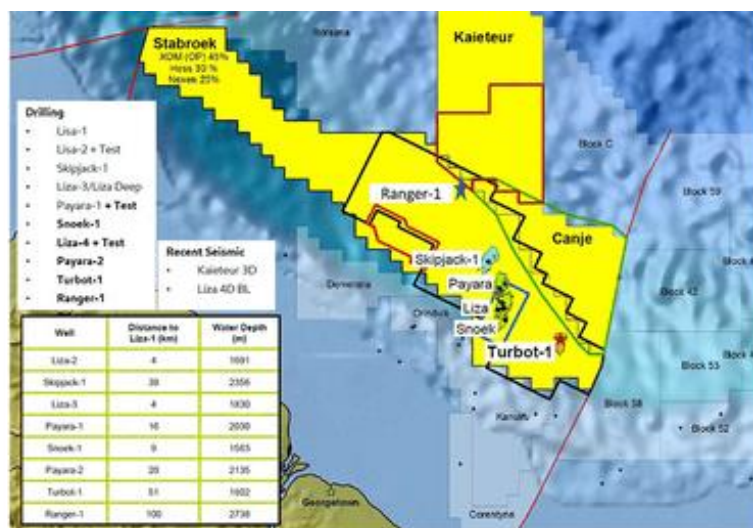 Stabroek
XOM (OP) 45%
Hess 30 %
Nexen 25%
Kaieteur
Drilling
• Lisa-1
• Lisa-2 + Test
• Skipjack-1
• Liza-3/Liza Deep
• Payara-1 + Test
• Snoek-1
• Liza-4 + Test
• Payara-2
• Turbot-1
• Ranger-1
Recent Seismic
• Kaieteur 3D
• Liza 4D BL
Block C
Block 59
Ranger-1
Canje
Skipjack-1
Payara
Liza
Snoek
Turbot-1
Demerara
Orinduik
Block 42
Block 53
Block 58
Block 52
Kanuku
Corentyne
Georgetown
Well Distance to Liza-1 (km) Water Depth (m)
Liza-2 4 1691
Skipjack-1 39 2356
Liza-3 4 1830
Payara-1 16 2030
Snoek-1 9 1563
Payara-2 20 2135
Turbot-1 51 1802
Ranger-1 100 2738